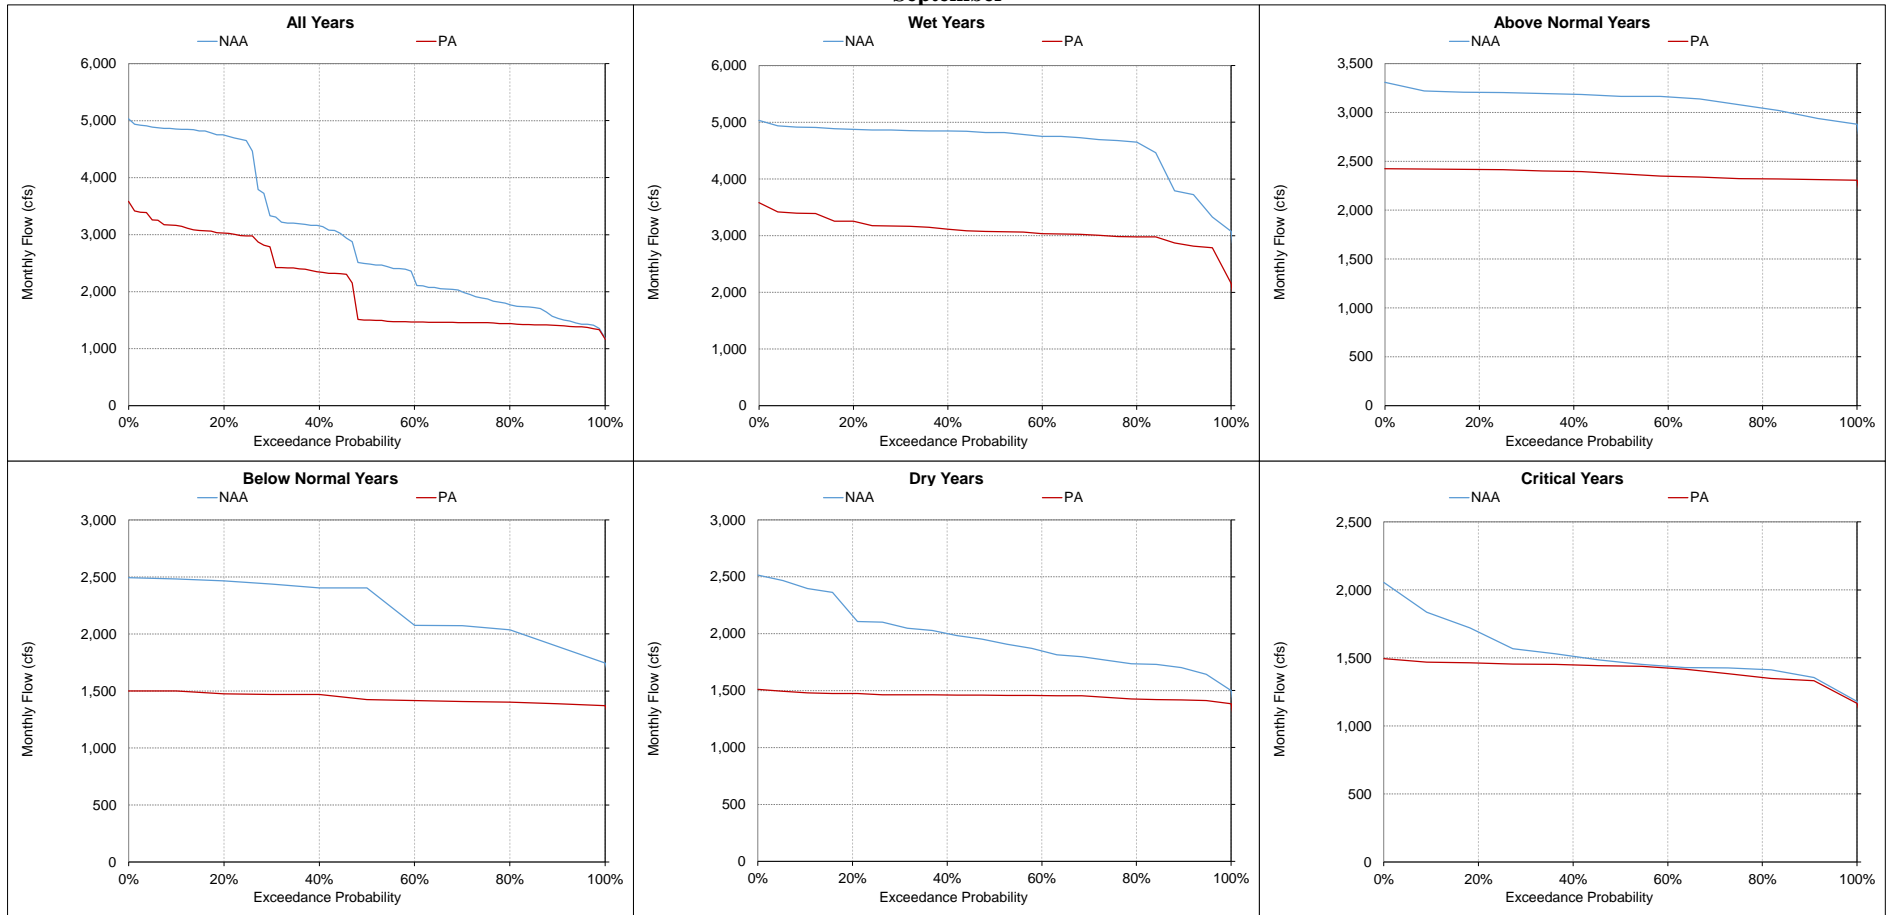 September
All Years
NAA
PA
6,000
5,000
4,000
3,000
2,000
1,000
0
Monthly Flow (cfs)
0% 20% 40% 60% 80% 100%
Exceedance Probability
Wet Years
NAA
PA
6,000
5,000
4,000
3,000
2,000
1,000
0
Monthly Flow (cfs)
0% 20% 40% 60% 80% 100%
Exceedance Probability
Above Normal Years
NAA
PA
3,500
3,000
2,500
2,000
1,500
1,000
500
0
Monthly Flow (cfs)
0% 20% 40% 60% 80% 100%
Exceedance Probability
Below Normal Years
NAA
PA
3,000
2,500
2,000
1,500
1,000
500
0
Monthly Flow (cfs)
0% 20% 40% 60% 80% 100%
Exceedance Probability
Dry Years
NAA
PA
3,000
2,500
2,000
1,500
1,000
500
0
Monthly Flow (cfs)
0% 20% 40% 60% 80% 100%
Exceedance Probability
Critical Years
NAA
PA
2,500
2,000
1,500
1,000
500
0
Monthly Flow (cfs)
0% 20% 40% 60% 80% 100%
Exceedance Probability